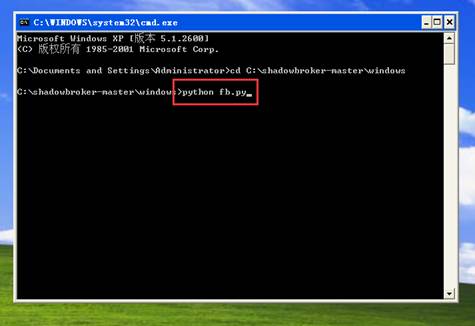 C:\WINDOWS\system32\cmd.exe
Microsoft Windows XP [版本 5.1.2600]
(C) 版权所有 1985-2001 Microsoft Corp.
C:\Documents and Settings\Administrator>cd C:\shadowbroker-master\windows
C:\shadowbroker-master\windows>python fb.py_